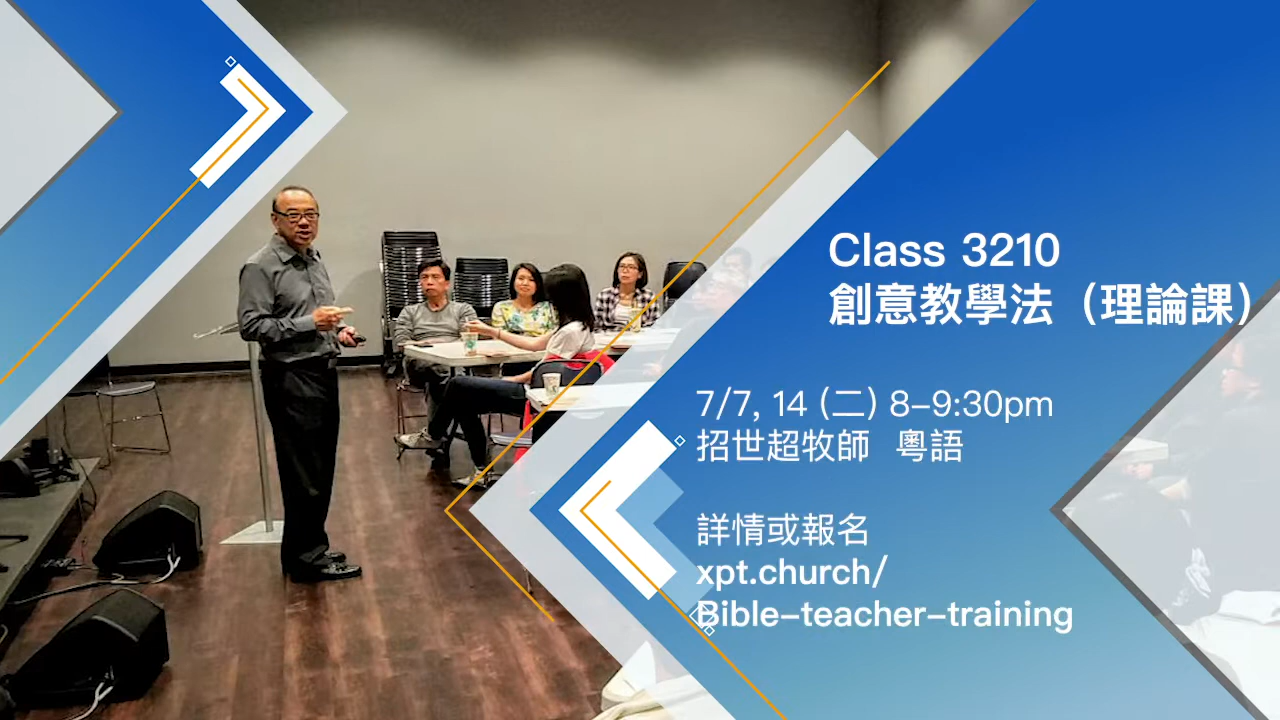 Class 3210
創意教學法（理論課）
7/7, 14 (二) 8-9:30pm
招世超牧師 粵語
詳情或報名
xpt.church/
Bible-teacher-training